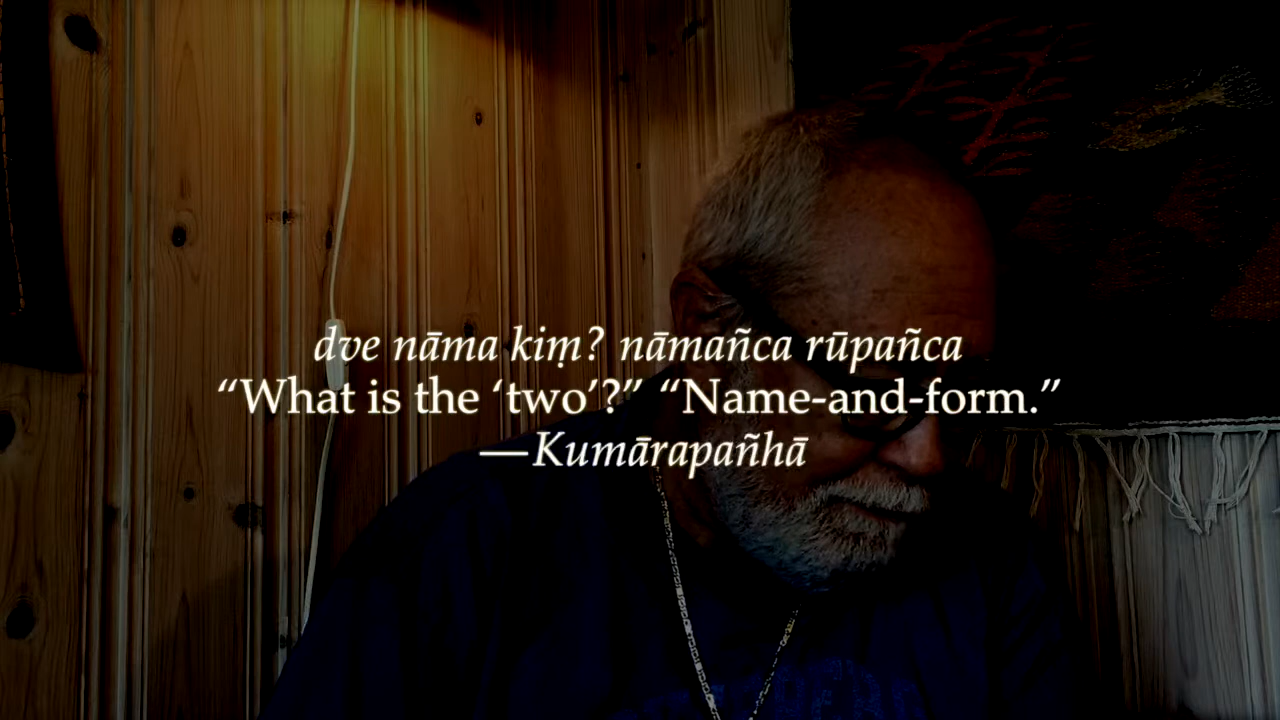 dve nāma kiṃ? nāmañca rūpañca
“What is the ‘two’?” “Name-and-form.”
—Kumārapañhā